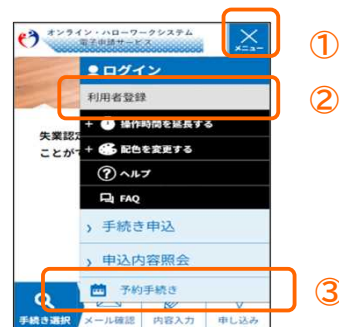 オンライン・ハローワークシステム
電子申請サービス
メニュー
①
ログイン
利用者登録
②
+ 操作時間を延長する
+ 配色を変更する
失業認定
ことがで
ヘルプ
FAQ
手続き申込
申込内容照会
予約手続き
③
手続き選択
メール確認
内容入力
申し込み